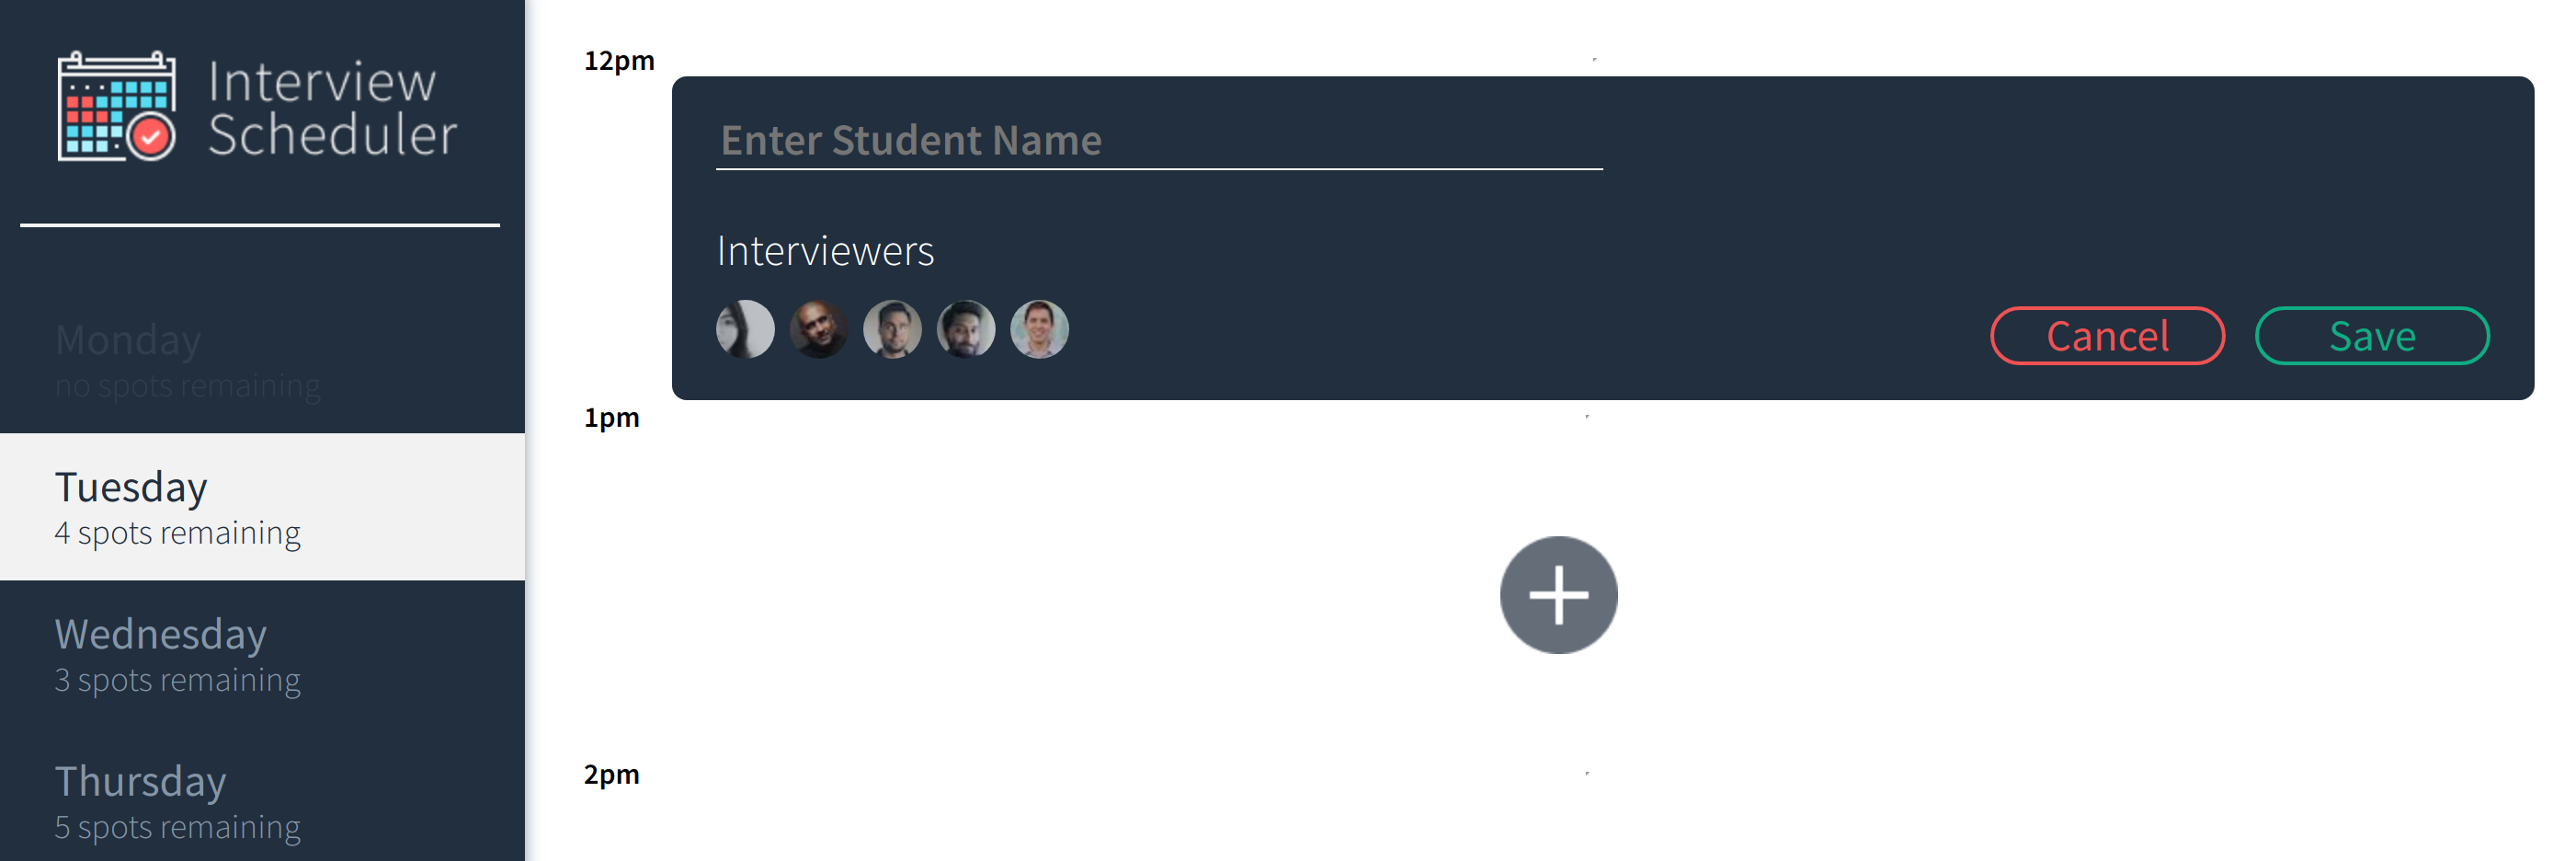 Interview
Scheduler
Monday
no spots remaining
Tuesday
4 spots remaining
Wednesday
3 spots remaining
Thursday
5 spots remaining
12pm
Enter Student Name
Interviewers
Cancel
Save
1pm
2pm